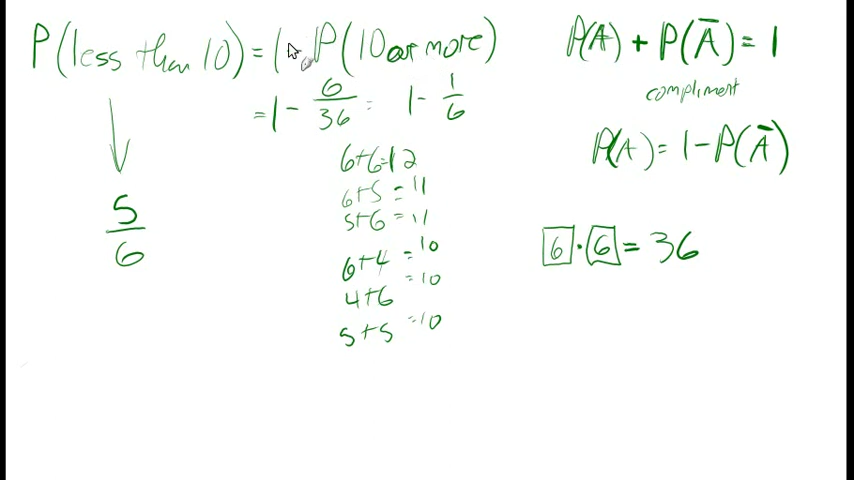 P(less than 10) = 1 - P(10 or more)
= 1 - 6/36 = 1 - 1/6
5/6
6+6=12
6+5 = 11
5+6 = 11
6+4 = 10
4+6 = 10
5+5 = 10
P(A) + P(Ā) = 1
compliment
P(A) = 1 - P(Ā)
6 · 6 = 36